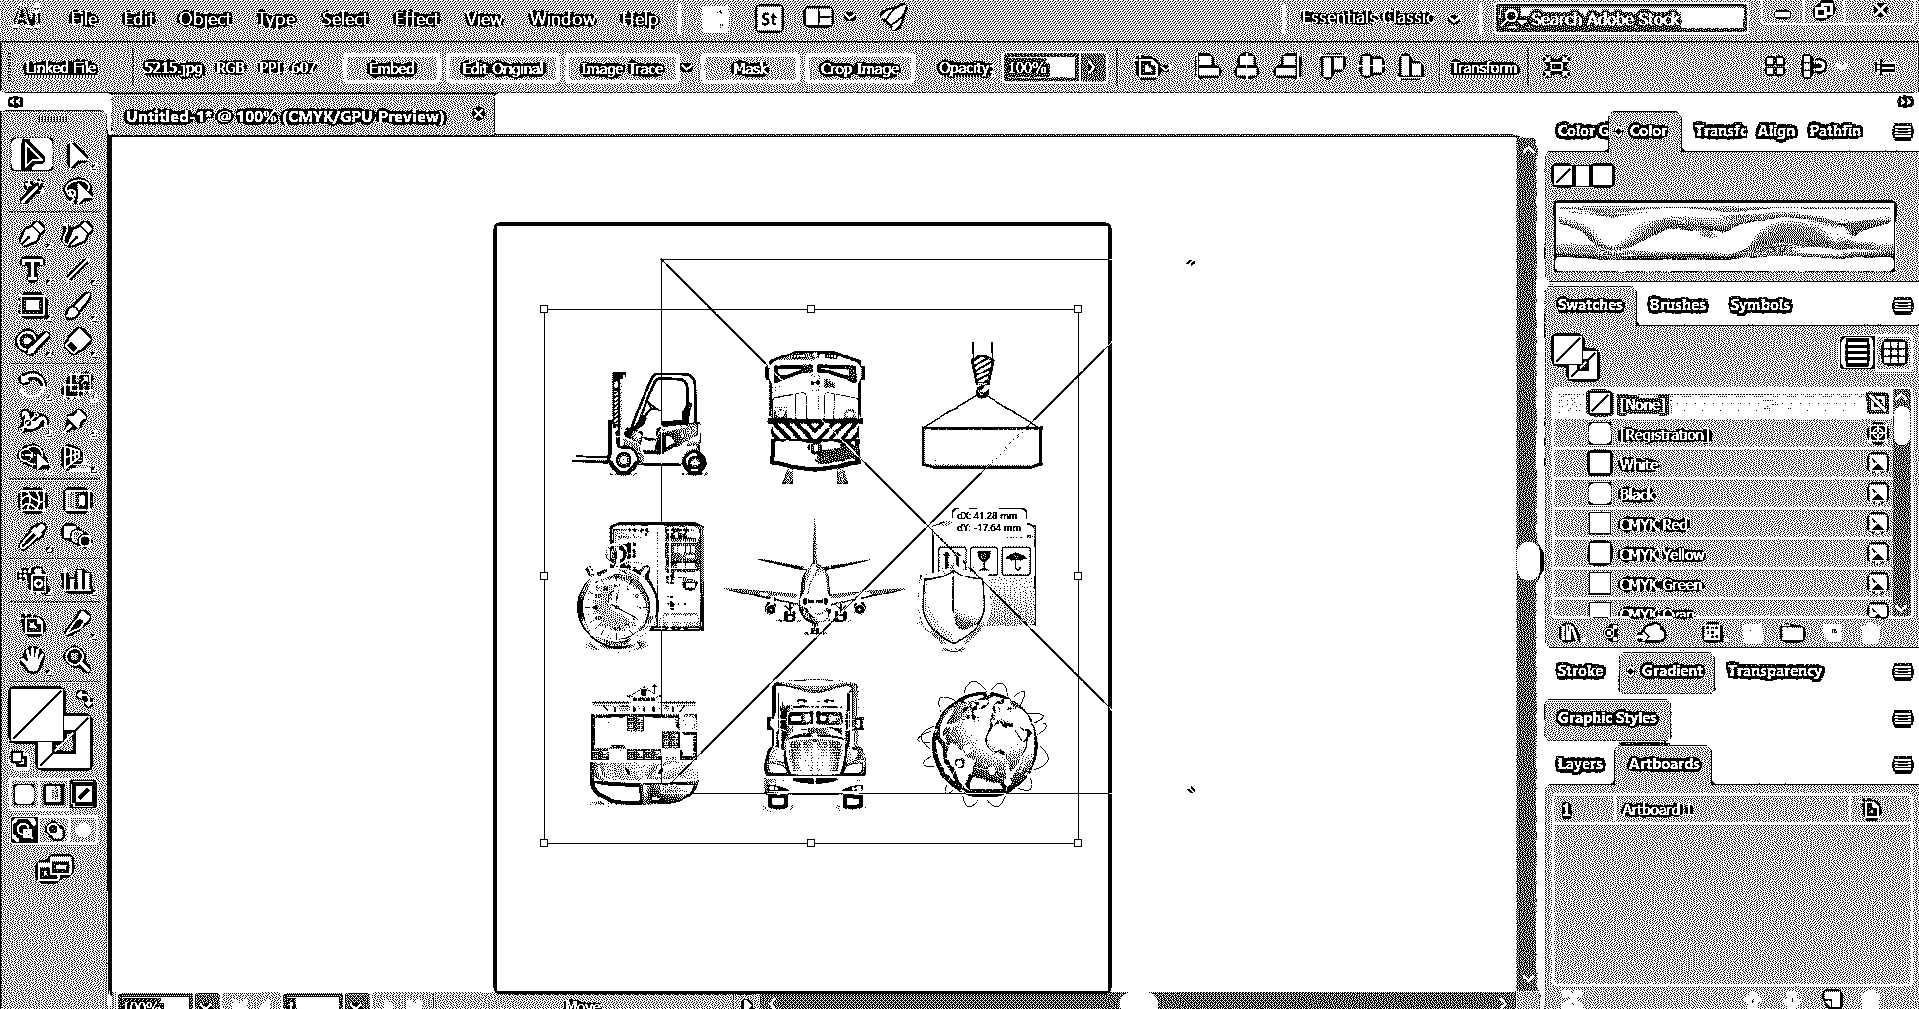 Ai File Edit Object Type Select Effect View Window Help St Essentials Classic Search Adobe Stock
Linked File 5215.jpg RGB PPI: 607 Embed Edit Original Image Trace Mask Crop Image Opacity: 100% Transform
Untitled-1* @ 100% (CMYK/GPU Preview)
Color G Color Transfo Align Pathfin
Swatches Brushes Symbols
[None]
[Registration]
White
Black
CMYK Red
CMYK Yellow
CMYK Green
CMYK Cyan
dX: 41.28 mm
dY: -17.64 mm
Stroke Gradient Transparency
Graphic Styles
Layers Artboards
1 Artboard 1
100% 1 Move